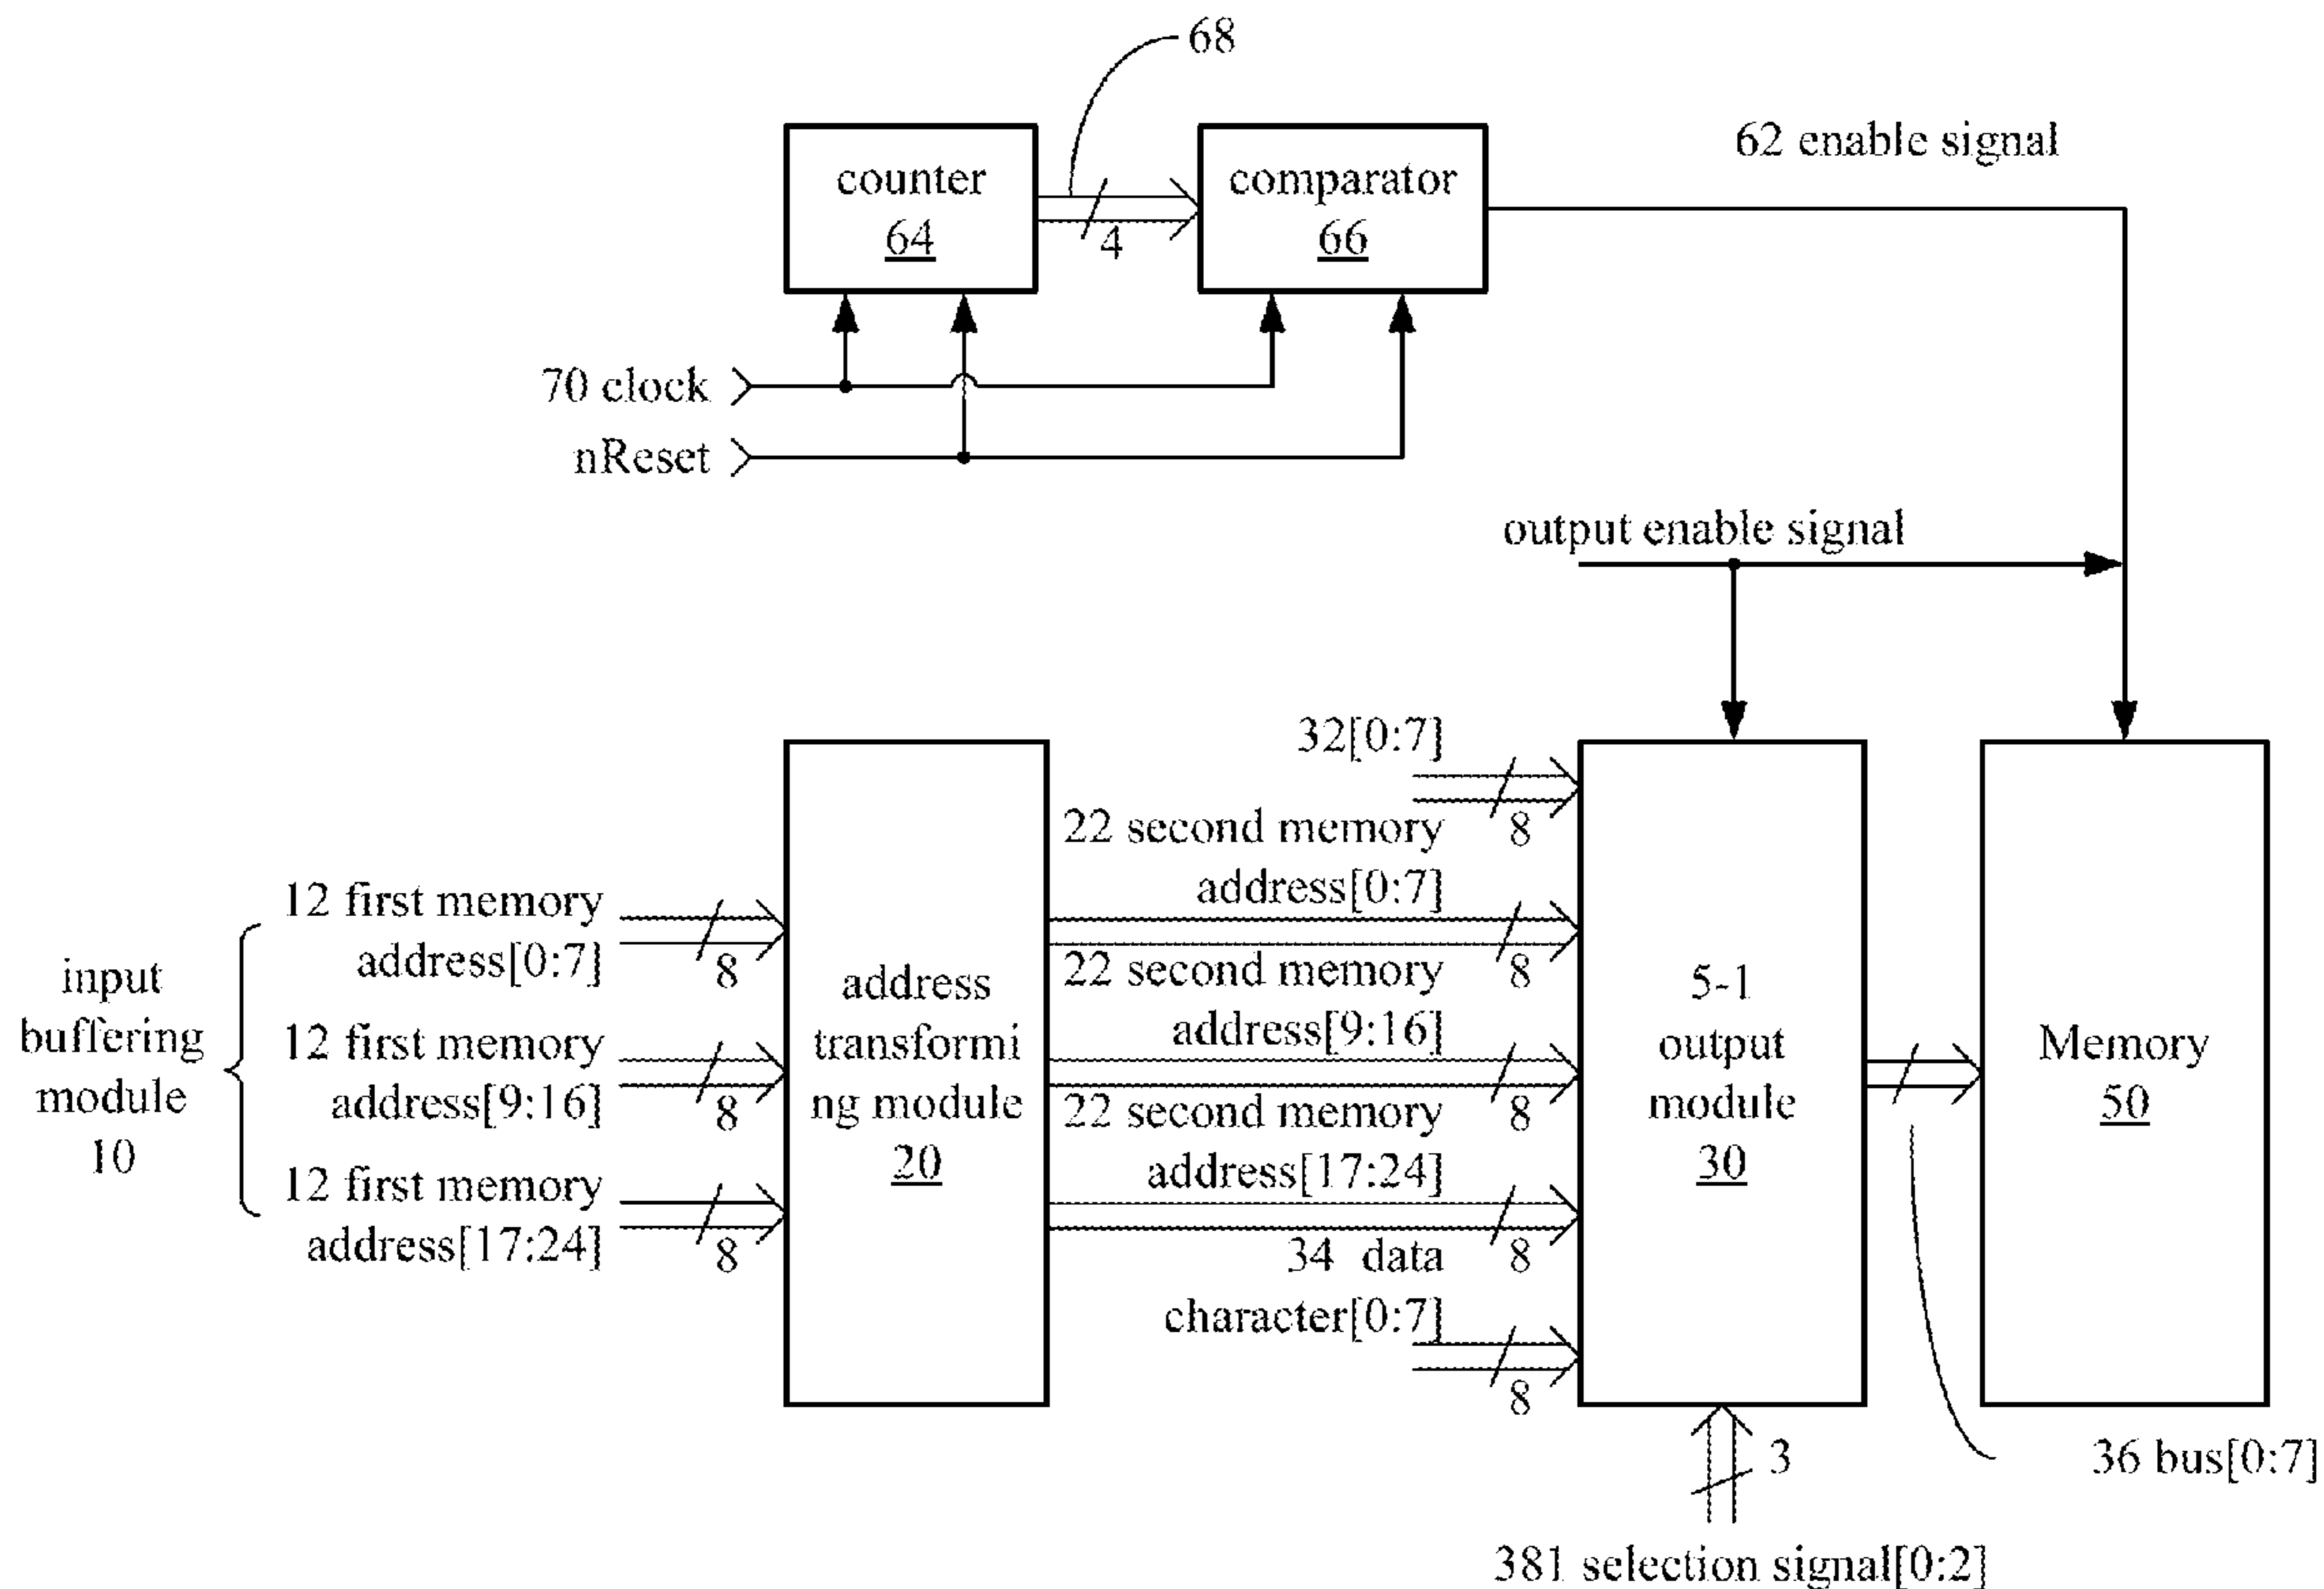 68
counter
64
4
comparator
66
62 enable signal
70 clock
nReset
output enable signal
input
buffering
module
10
12 first memory
address[0:7]
8
12 first memory
address[9:16]
8
12 first memory
address[17:24]
8
address
transformi
ng module
20
32[0:7]
8
22 second memory
address[0:7]
8
22 second memory
address[9:16]
8
22 second memory
address[17:24]
8
34 data
character[0:7]
8
5-1
output
module
30
Memory
50
36 bus[0:7]
3
381 selection signal[0:2]